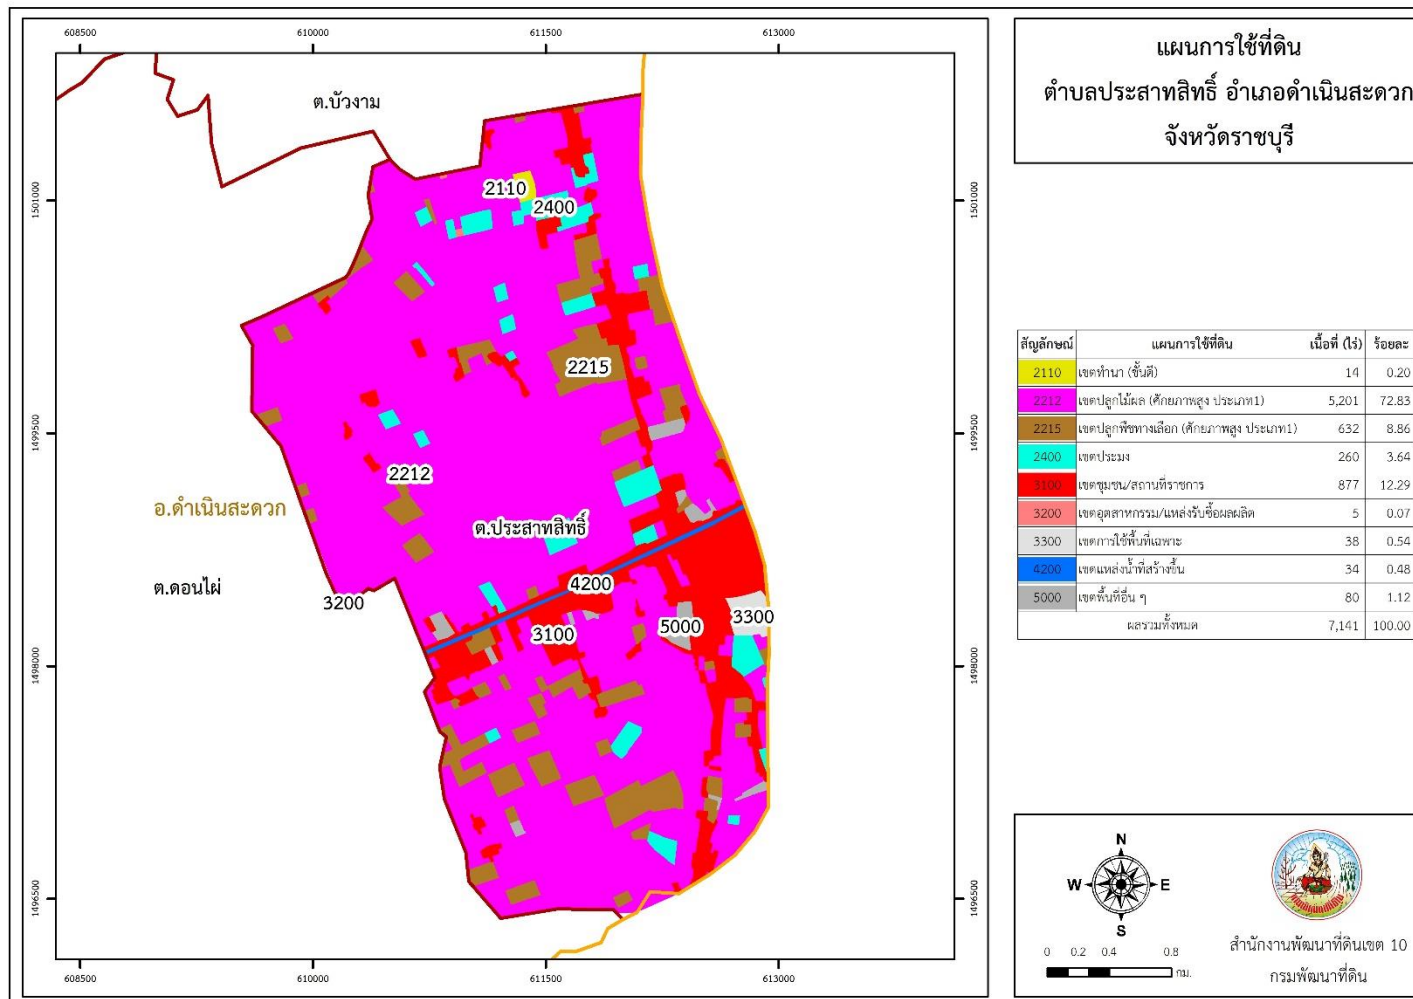 แผนการใช้ที่ดิน
ตำบลประสาทสิทธิ์ อำเภอดำเนินสะดวก
จังหวัดราชบุรี
608500 610000 611500 613000
1501000 1501000
1499500 1499500
1498000 1498000
1496500 1496500
608500 610000 611500 613000
ต.บัวงาม
2110
2400
2215
2212
อ.ดำเนินสะดวก
ต.ประสาทสิทธิ์
ต.ดอนไผ่
4200
3200
3100
5000
3300
สัญลักษณ์ แผนการใช้ที่ดิน เนื้อที่ (ไร่) ร้อยละ
2110 เขตทำนา (ชั้นดี) 14 0.20
2212 เขตปลูกไม้ผล (ศักยภาพสูง ประเภท1) 5,201 72.83
2215 เขตปลูกพืชทางเลือก (ศักยภาพสูง ประเภท1) 632 8.86
2400 เขตประมง 260 3.64
3100 เขตชุมชน/สถานที่ราชการ 877 12.29
3200 เขตอุตสาหกรรม/แหล่งรับซื้อผลผลิต 5 0.07
3300 เขตการใช้พื้นที่เฉพาะ 38 0.54
4200 เขตแหล่งน้ำที่สร้างขึ้น 34 0.48
5000 เขตพื้นที่อื่น ๆ 80 1.12
ผลรวมทั้งหมด 7,141 100.00
N
W E
S
0 0.2 0.4 0.8
กม.
สำนักงานพัฒนาที่ดินเขต 10
กรมพัฒนาที่ดิน